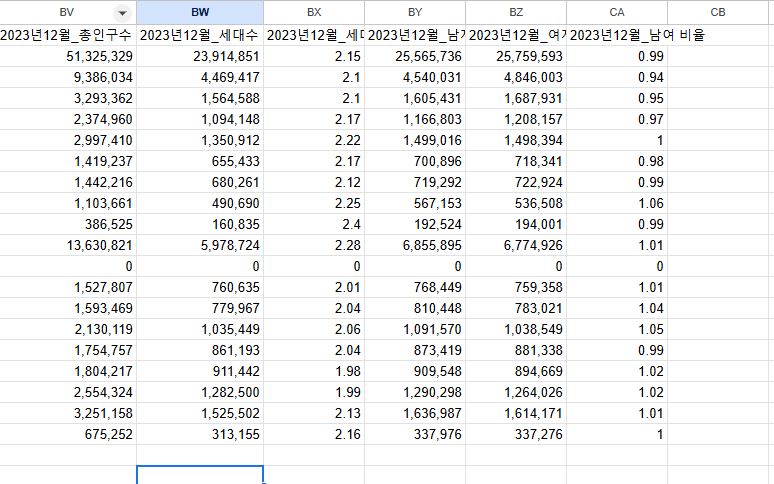 BV BW BX BY BZ CA CB
2023년12월_총인구수 2023년12월_세대수 2023년12월_세대 2023년12월_남자 2023년12월_여자 2023년12월_남여 비율
51,325,329 23,914,851 2.15 25,565,736 25,759,593 0.99
9,386,034 4,469,417 2.1 4,540,031 4,846,003 0.94
3,293,362 1,564,588 2.1 1,605,431 1,687,931 0.95
2,374,960 1,094,148 2.17 1,166,803 1,208,157 0.97
2,997,410 1,350,912 2.22 1,499,016 1,498,394 1
1,419,237 655,433 2.17 700,896 718,341 0.98
1,442,216 680,261 2.12 719,292 722,924 0.99
1,103,661 490,690 2.25 567,153 536,508 1.06
386,525 160,835 2.4 192,524 194,001 0.99
13,630,821 5,978,724 2.28 6,855,895 6,774,926 1.01
0 0 0 0 0 0
1,527,807 760,635 2.01 768,449 759,358 1.01
1,593,469 779,967 2.04 810,448 783,021 1.04
2,130,119 1,035,449 2.06 1,091,570 1,038,549 1.05
1,754,757 861,193 2.04 873,419 881,338 0.99
1,804,217 911,442 1.98 909,548 894,669 1.02
2,554,324 1,282,500 1.99 1,290,298 1,264,026 1.02
3,251,158 1,525,502 2.13 1,636,987 1,614,171 1.01
675,252 313,155 2.16 337,976 337,276 1